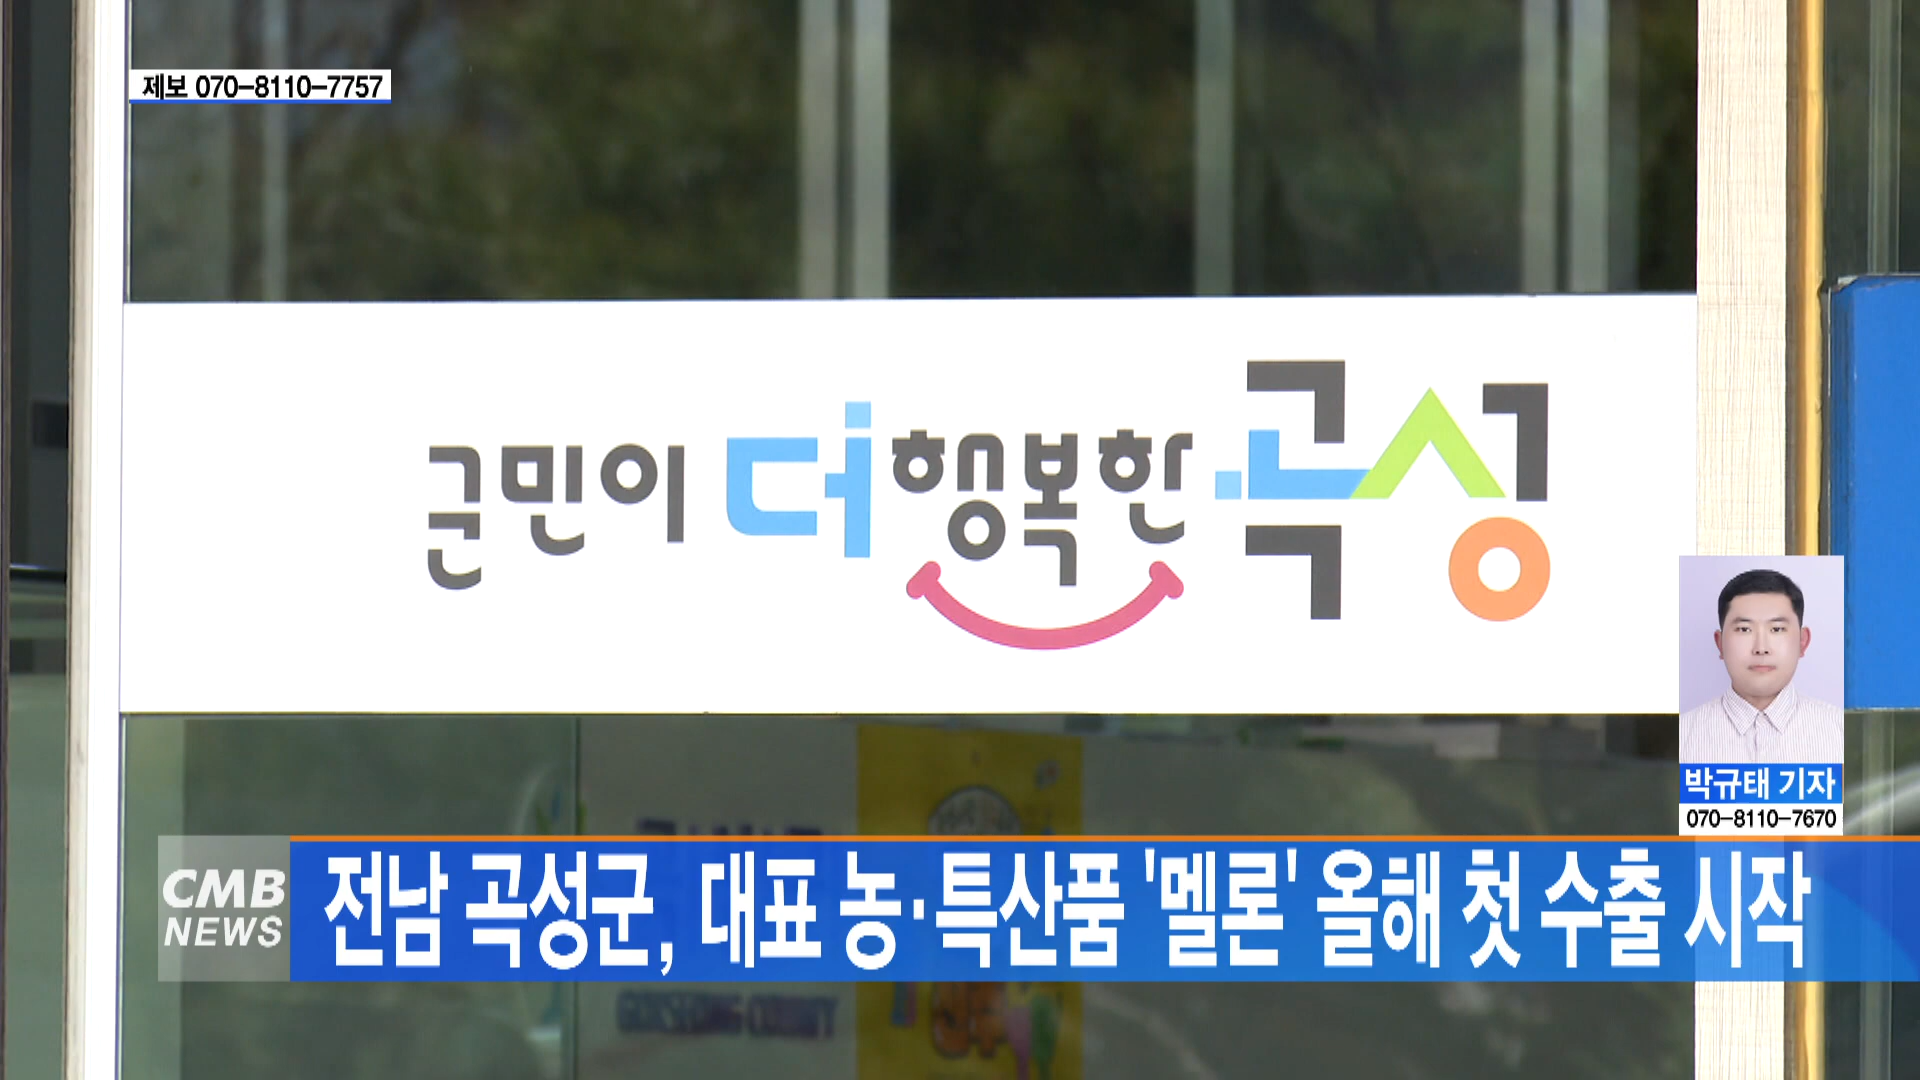 제보 070-8110-7757
군민이 더 행복한 곡성
박규태 기자
070-8110-7670
CMB NEWS
전남 곡성군, 대표 농·특산품 '멜론' 올해 첫 수출 시작